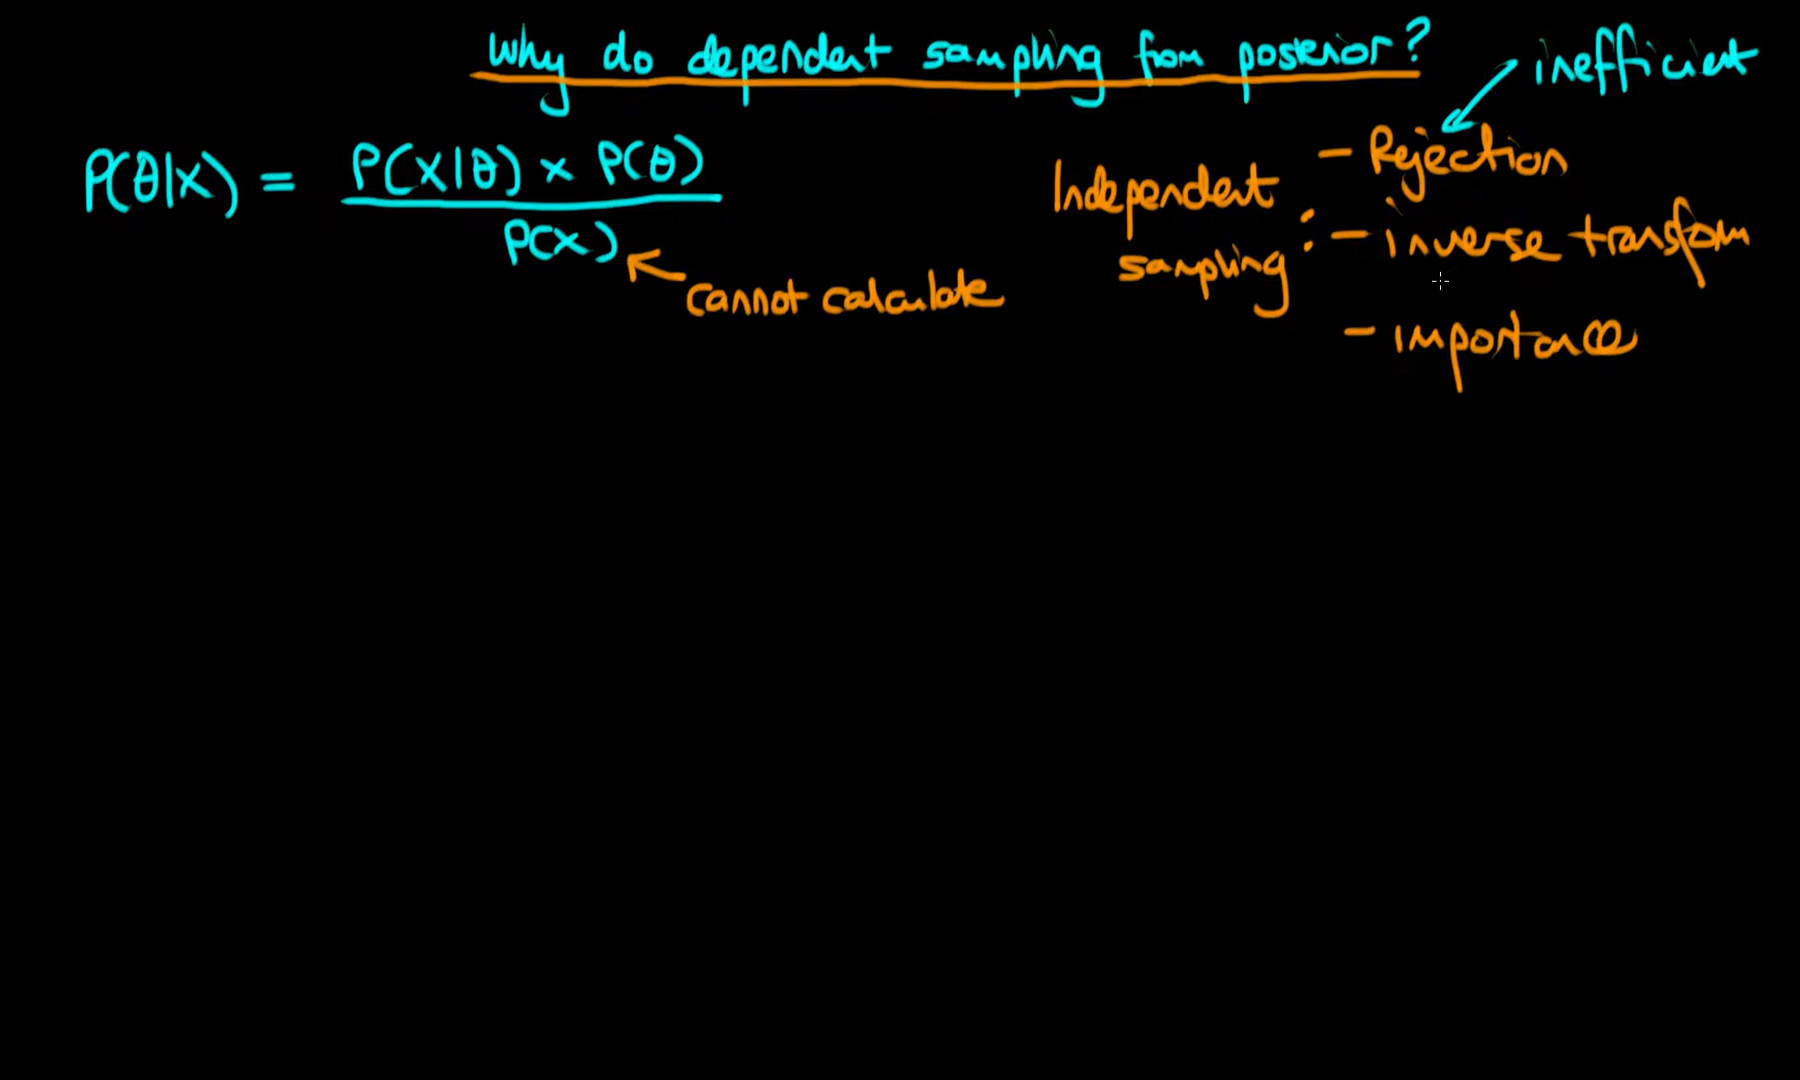 Why do dependent sampling from posterior?
inefficient
P(θ|X) = P(X|θ) × P(θ)
P(X)
cannot calculate
Independent sampling :
- Rejection
- inverse transform
- importance